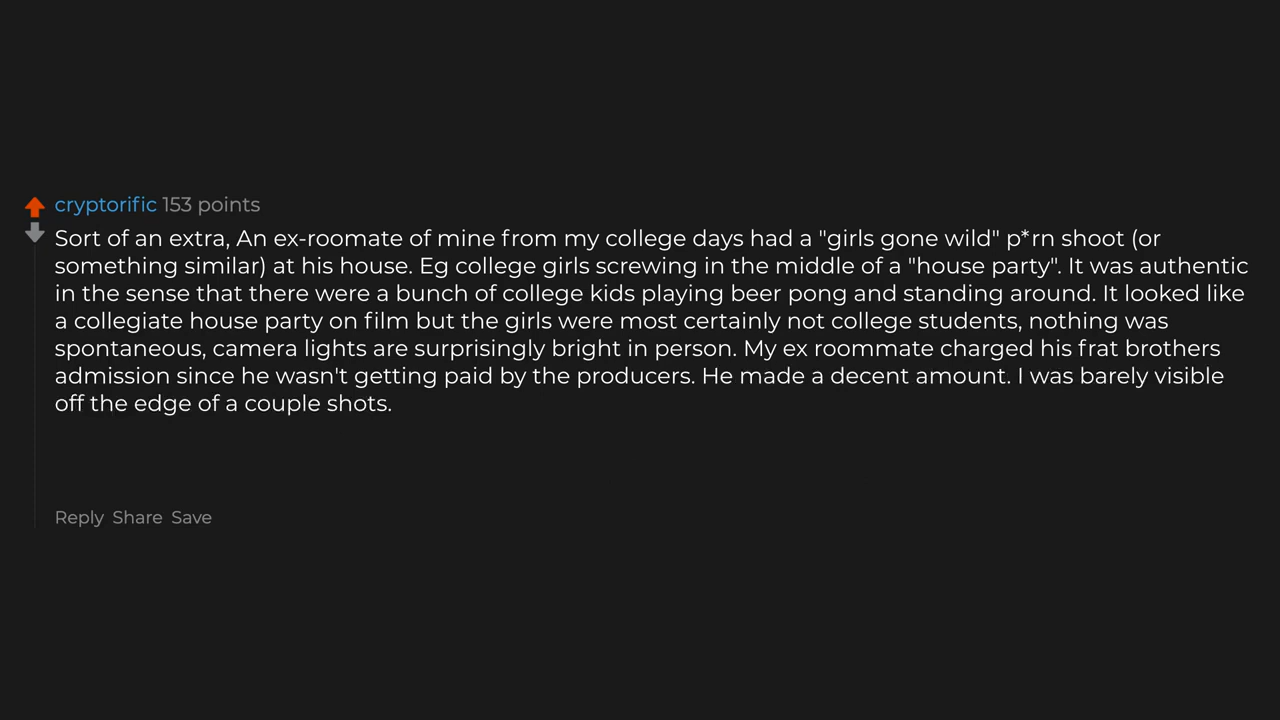 cryptorific 153 points
Sort of an extra, An ex-roomate of mine from my college days had a "girls gone wild" p*rn shoot (or
something similar) at his house. Eg college girls screwing in the middle of a "house party". It was authentic
in the sense that there were a bunch of college kids playing beer pong and standing around. It looked like
a collegiate house party on film but the girls were most certainly not college students, nothing was
spontaneous, camera lights are surprisingly bright in person. My ex roommate charged his frat brothers
admission since he wasn't getting paid by the producers. He made a decent amount. I was barely visible
off the edge of a couple shots.
Reply Share Save